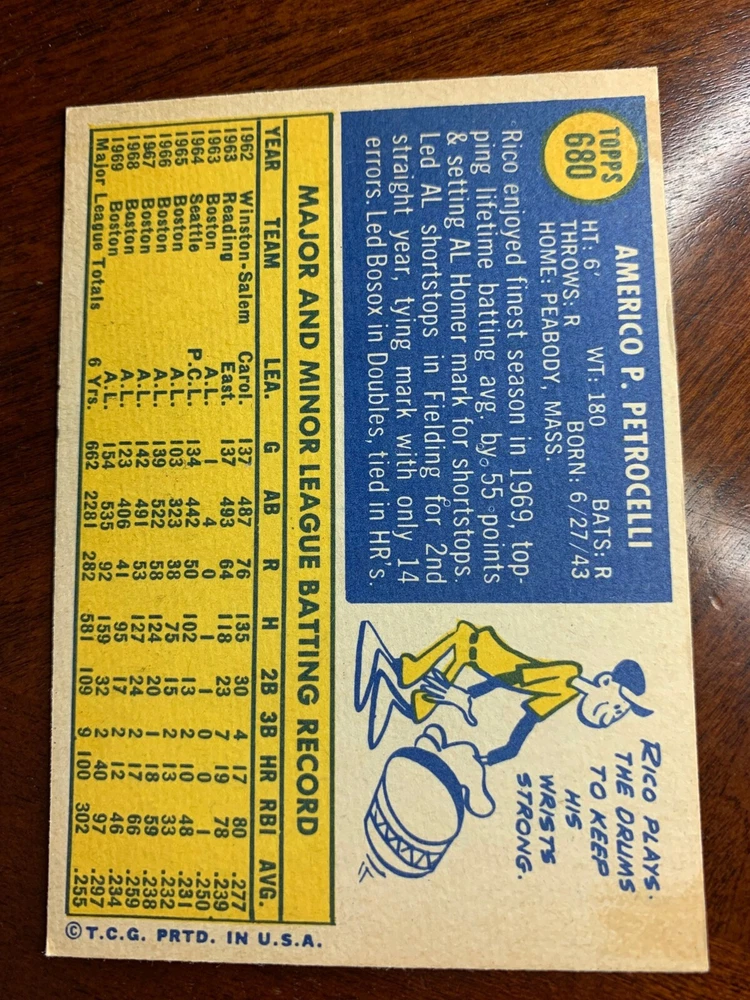 TOPPS
680
AMERICO P. PETROCELLI
HT: 6' WT: 180 BATS: R
THROWS: R BORN: 6/27/43
HOME: PEABODY, MASS.
Rico enjoyed finest season in 1969, top-
ping lifetime batting avg. by 55 points
& setting AL Homer mark for shortstops.
Led AL shortstops in Fielding for 2nd
straight year, tying mark with only 14
errors. Led Bosox in Doubles, tied in HR's.
RICO PLAYS
THE DRUMS
TO KEEP
HIS
WRISTS
STRONG.
MAJOR AND MINOR LEAGUE BATTING RECORD
YEAR TEAM LEA. G AB R H 2B 3B HR RBI AVG.
1962 Winston-Salem Carol. 137 487 76 135 30 4 17 80 .277
1963 Reading East. 137 493 64 118 23 7 19 78 .239
1963 Boston A.L. 1 4 0 1 1 0 0 1 .250
1964 Seattle P.C.L. 134 442 50 102 13 2 10 48 .231
1965 Boston A.L. 103 323 38 75 15 2 13 33 .232
1966 Boston A.L. 139 522 58 124 20 1 18 59 .238
1967 Boston A.L. 142 491 53 127 24 2 17 66 .259
1968 Boston A.L. 123 406 41 95 17 2 12 46 .234
1969 Boston A.L. 154 535 92 159 32 2 40 97 .297
Major League Totals 6 Yrs. 662 2281 282 581 109 9 100 302 .255
© T.C.G. PRTD. IN U.S.A.